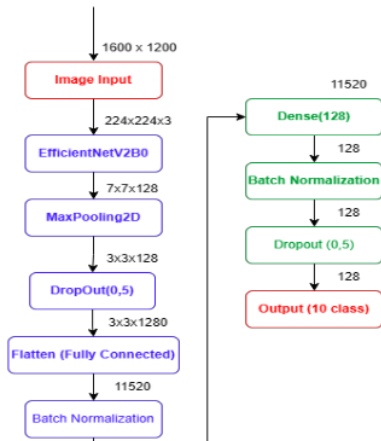 1600 x 1200
Image Input
224x224x3
EfficientNetV2B0
7x7x128
MaxPooling2D
3x3x128
DropOut(0,5)
3x3x1280
Flatten (Fully Connected)
11520
Batch Normalization
11520
Dense(128)
128
Batch Normalization
128
Dropout (0,5)
128
Output (10 class)